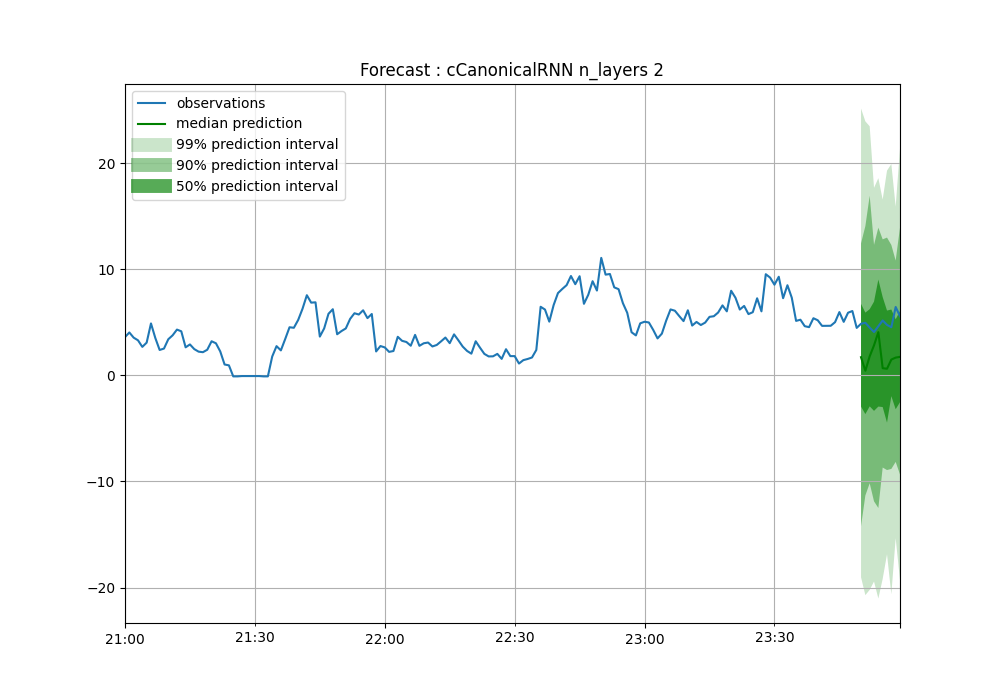 Forecast : cCanonicalRNN n_layers 2
observations
median prediction
99% prediction interval
90% prediction interval
50% prediction interval
20
10
0
−10
−20
21:00
21:30
22:00
22:30
23:00
23:30